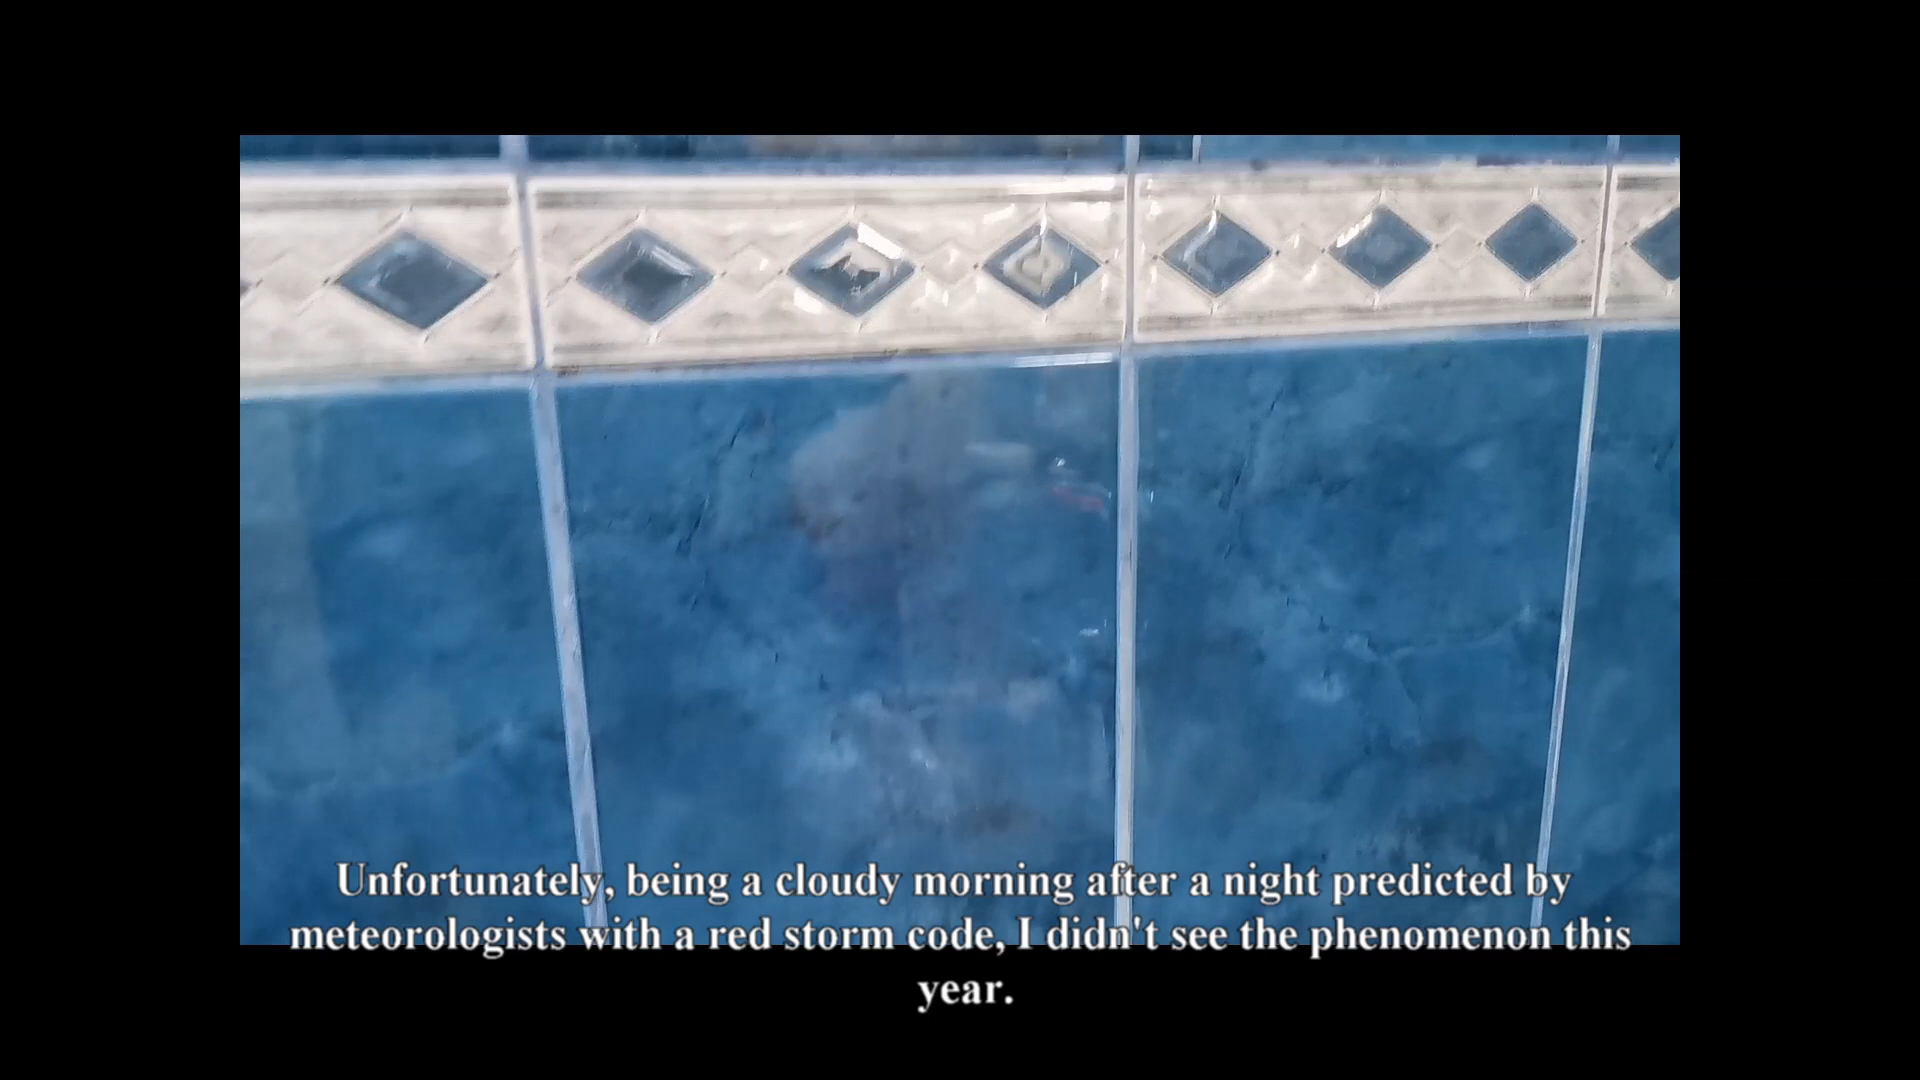 Unfortunately, being a cloudy morning after a night predicted by
meteorologists with a red storm code, I didn't see the phenomenon this
year.